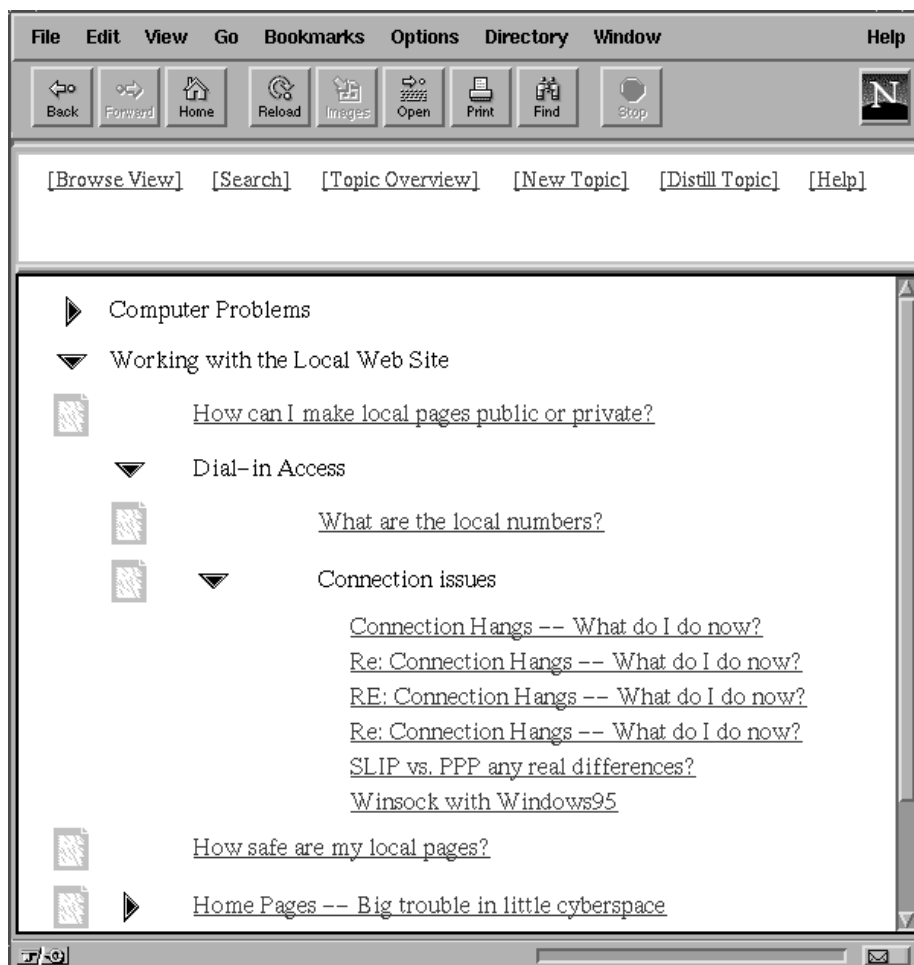 File Edit View Go Bookmarks Options Directory Window Help
Back Forward Home Reload Images Open Print Find Stop N
[Browse View] [Search] [Topic Overview] [New Topic] [Distill Topic] [Help]
Computer Problems
Working with the Local Web Site
How can I make local pages public or private?
Dial-in Access
What are the local numbers?
Connection issues
Connection Hangs -- What do I do now?
Re: Connection Hangs -- What do I do now?
RE: Connection Hangs -- What do I do now?
Re: Connection Hangs -- What do I do now?
SLIP vs. PPP any real differences?
Winsock with Windows95
How safe are my local pages?
Home Pages -- Big trouble in little cyberspace